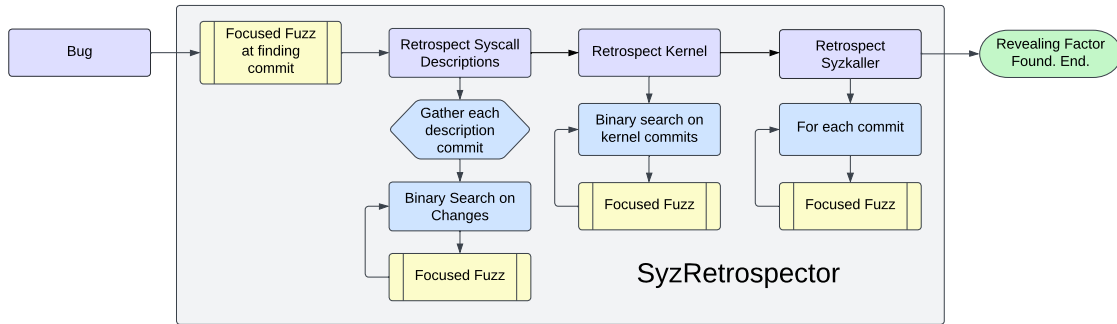 Bug
Focused Fuzz
at finding
commit
Retrospect Syscall
Descriptions
Retrospect Kernel
Retrospect
Syzkaller
Revealing Factor
Found. End.
Gather each
description
commit
Binary search on
kernel commits
For each commit
Binary Search on
Changes
Focused Fuzz
Focused Fuzz
Focused Fuzz
SyzRetrospector